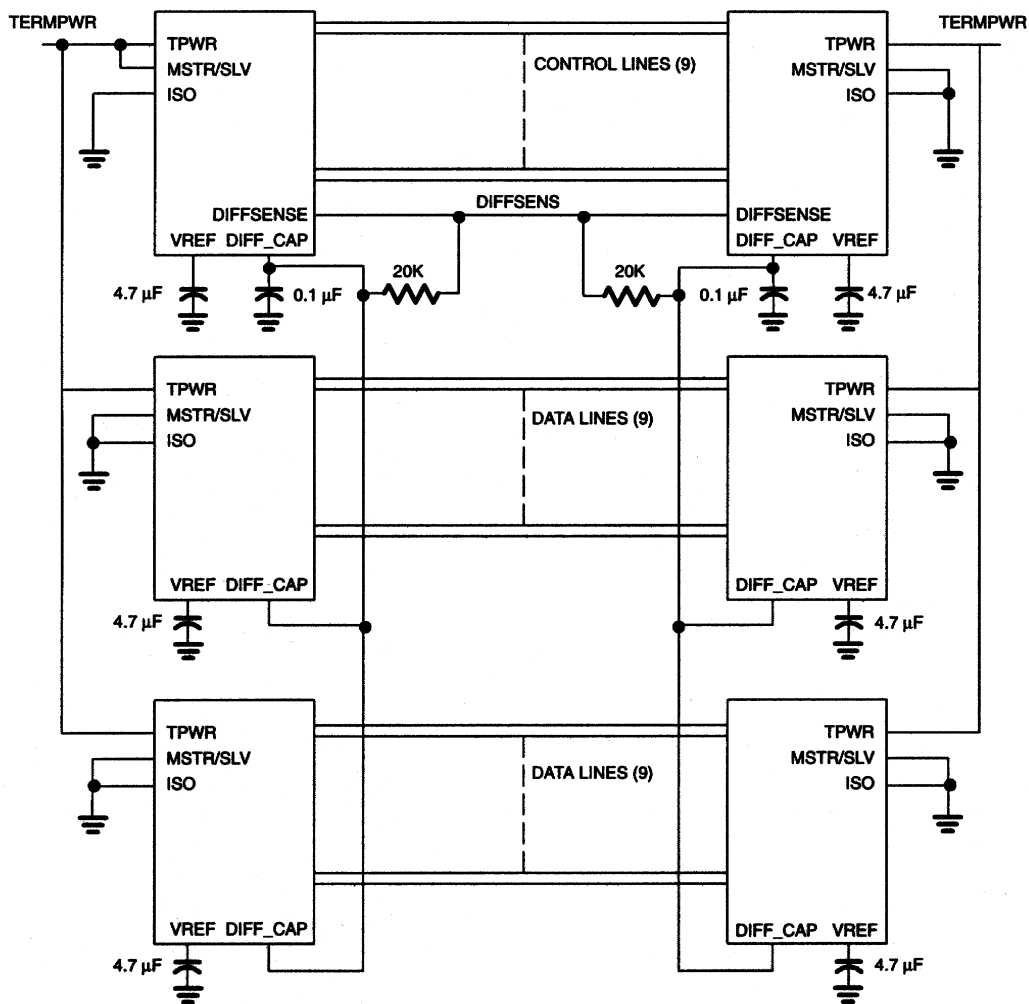 TERMPWR
TERMPWR
TPWR
MSTR/SLV
ISO
CONTROL LINES (9)
TPWR
MSTR/SLV
ISO
DIFFSENSE
DIFFSENS
DIFFSENSE
VREF DIFF_CAP
DIFF_CAP VREF
4.7 µF
0.1 µF
20K
20K
0.1 µF
4.7 µF
TPWR
MSTR/SLV
ISO
DATA LINES (9)
TPWR
MSTR/SLV
ISO
VREF DIFF_CAP
DIFF_CAP VREF
4.7 µF
4.7 µF
TPWR
MSTR/SLV
ISO
DATA LINES (9)
TPWR
MSTR/SLV
ISO
VREF DIFF_CAP
DIFF_CAP VREF
4.7 µF
4.7 µF